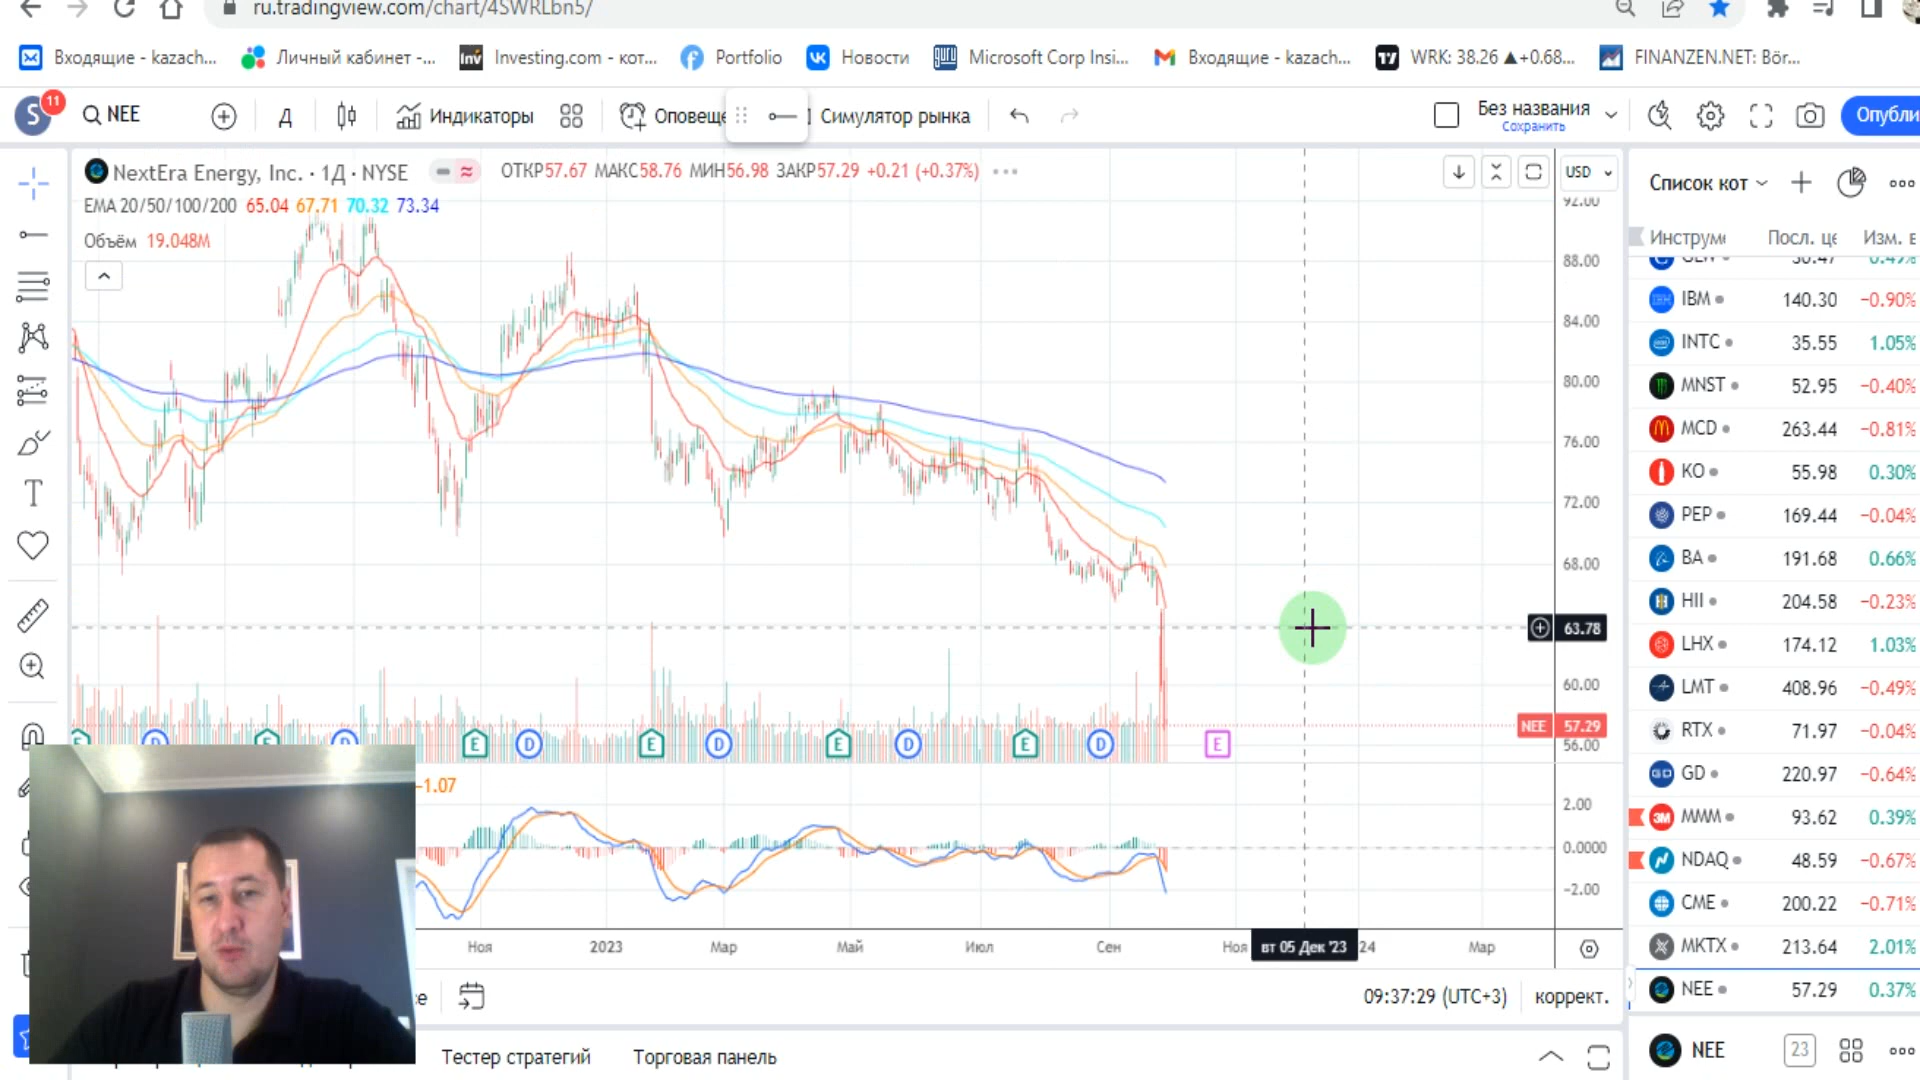 ru.tradingview.com/chart/4SWRLbn5/
Входящие - kazach... Личный кабинет -... Inv Investing.com - кот... Portfolio Новости guru Microsoft Corp Insi... Входящие - kazach... WRK: 38.26 ▲+0.68... FINANZEN.NET: Bör...
S 11 NEE Д Индикаторы Оповеще Симулятор рынка Без названия Опубли
Сохранить
NextEra Energy, Inc. · 1Д · NYSE ОТКР57.67 МАКС58.76 МИН56.98 ЗАКР57.29 +0.21 (+0.37%)
USD
EMA 20/50/100/200 65.04 67.71 70.32 73.34
Объём 19.048M
92.00
88.00
84.00
80.00
76.00
72.00
68.00
63.78
60.00
NEE 57.29
56.00
E D E D E D E D E
−1.07
2.00
0.0000
−2.00
Ноя 2023 Мар Май Июл Сен Ноя вт 05 Дек '23 24 Мар
09:37:29 (UTC+3) коррект.
Тестер стратегий Торговая панель
Список кот
Инструм Посл. це Изм. в
GLW 30.47 0.49%
IBM 140.30 −0.90%
INTC 35.55 1.05%
MNST 52.95 −0.40%
MCD 263.44 −0.81%
KO 55.98 0.30%
PEP 169.44 −0.04%
BA 191.68 0.66%
HII 204.58 −0.23%
LHX 174.12 1.03%
LMT 408.96 −0.49%
RTX 71.97 −0.04%
GD 220.97 −0.64%
3M MMM 93.62 0.39%
NDAQ 48.59 −0.67%
CME 200.22 −0.71%
MKTX 213.64 2.01%
NEE 57.29 0.37%
NEE 23